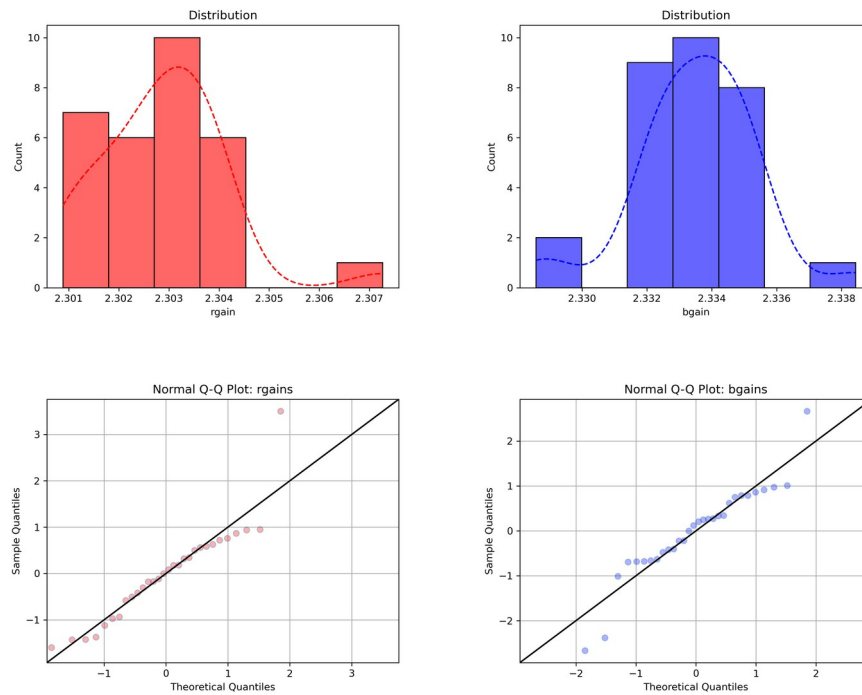 Distribution
10
8
6
4
2
0
Count
2.301 2.302 2.303 2.304 2.305 2.306 2.307
rgain
Distribution
10
8
6
4
2
0
Count
2.330 2.332 2.334 2.336 2.338
bgain
Normal Q-Q Plot: rgains
3
2
1
0
−1
Sample Quantiles
−1 0 1 2 3
Theoretical Quantiles
Normal Q-Q Plot: bgains
2
1
0
−1
−2
Sample Quantiles
−2 −1 0 1 2
Theoretical Quantiles